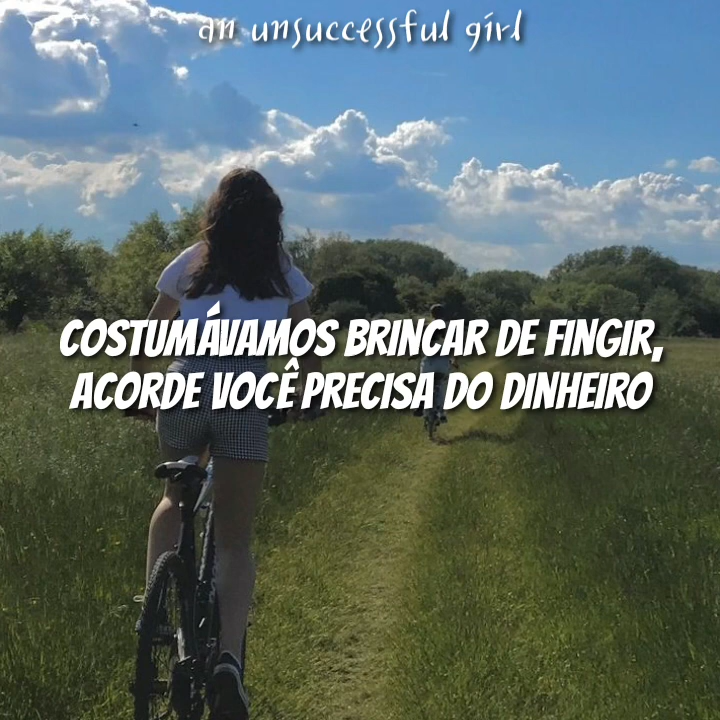 an unsuccessful girl
COSTUMÁVAMOS BRINCAR DE FINGIR,
ACORDE VOCÊ PRECISA DO DINHEIRO